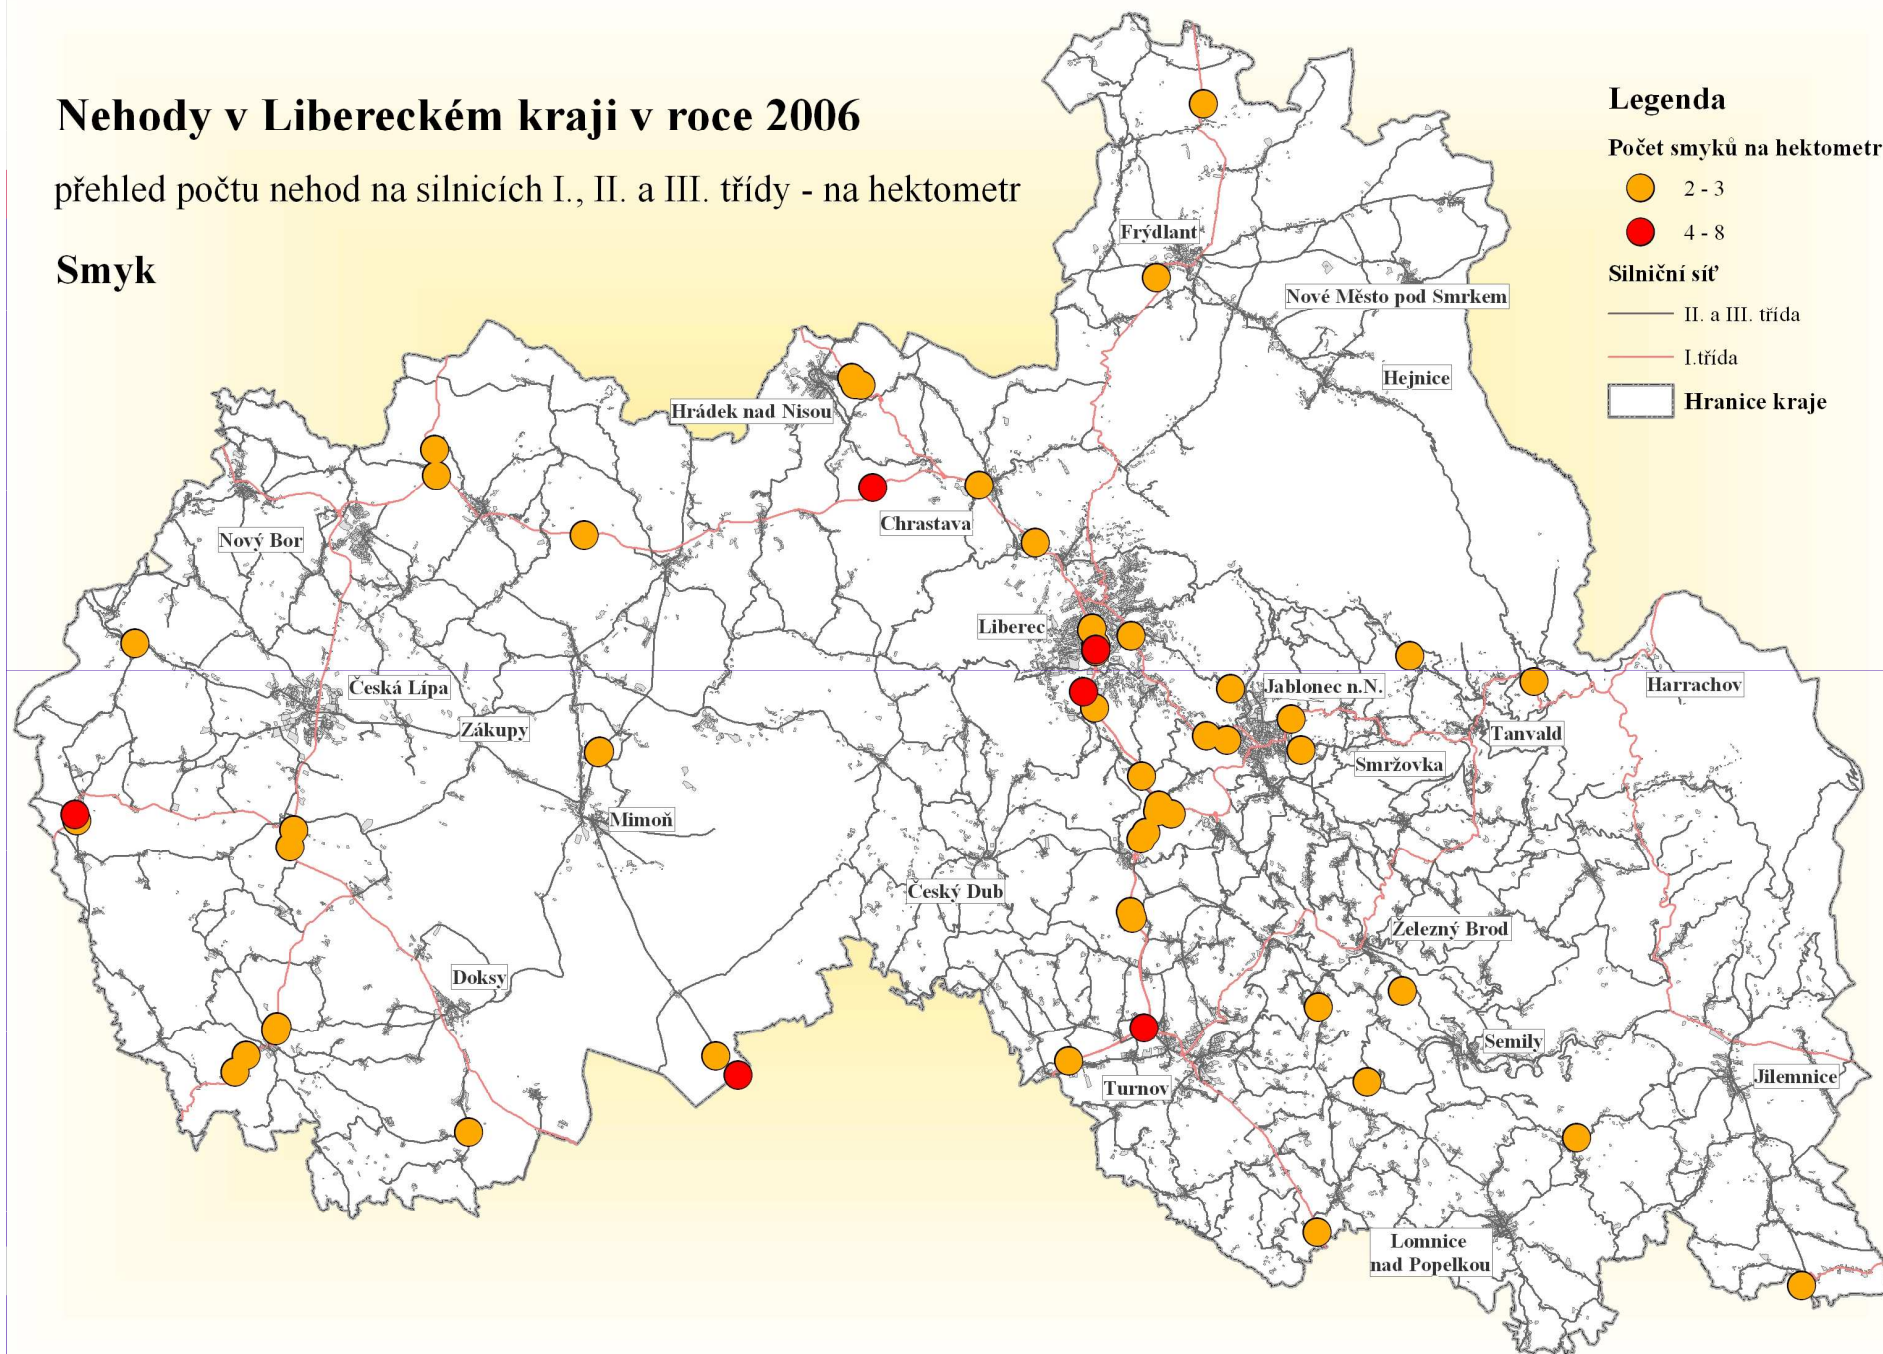 Nehody v Libereckém kraji v roce 2006
přehled počtu nehod na silnicích I., II. a III. třídy - na hektometr
Smyk
Legenda
Počet smyků na hektometr
2 - 3
4 - 8
Silniční síť
II. a III. třída
I.třída
Hranice kraje
Frýdlant
Nové Město pod Smrkem
Hejnice
Hrádek nad Nisou
Chrastava
Nový Bor
Liberec
Česká Lípa
Jablonec n.N.
Harrachov
Zákupy
Tanvald
Smržovka
Mimoň
Český Dub
Železný Brod
Doksy
Semily
Turnov
Jilemnice
Lomnice
nad Popelkou